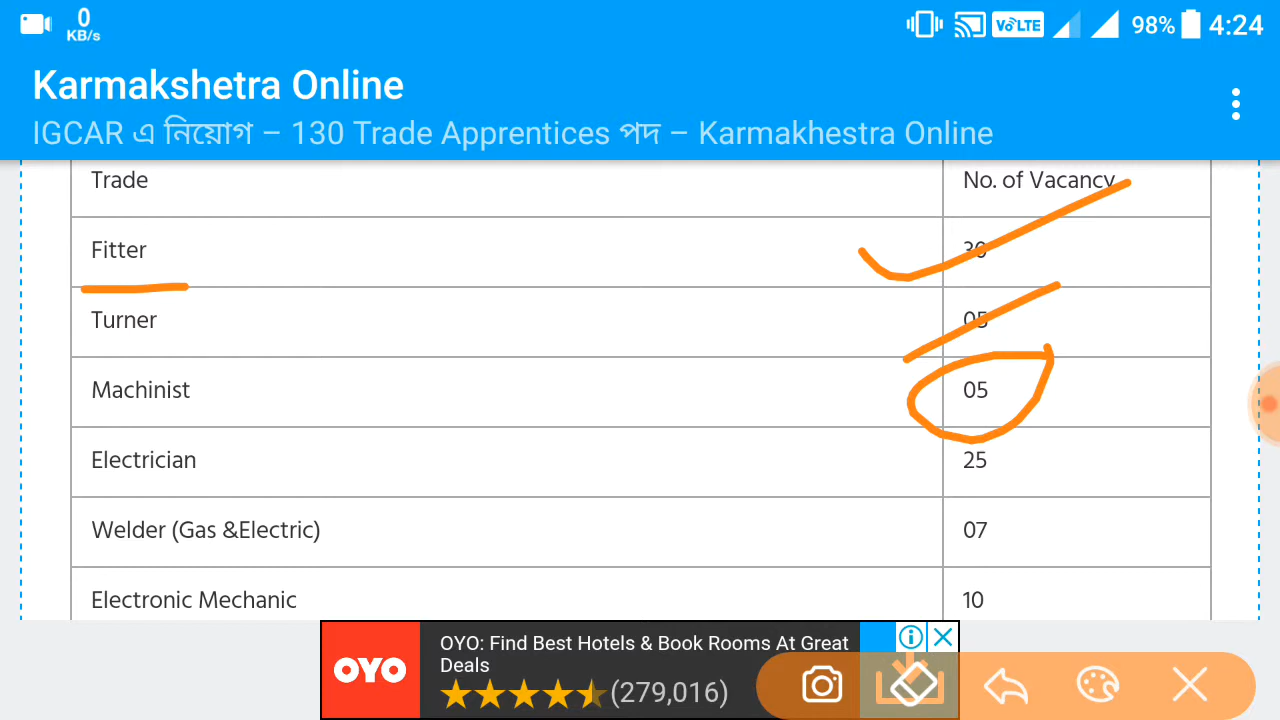 0
KB/s
VoLTE
98%
4:24
Karmakshetra Online
IGCAR এ নিয়োগ – 130 Trade Apprentices পদ – Karmakhestra Online
Trade No. of Vacancy
Fitter 30
Turner 05
Machinist 05
Electrician 25
Welder (Gas &Electric) 07
Electronic Mechanic 10
OYO
OYO: Find Best Hotels & Book Rooms At Great
Deals
(279,016)